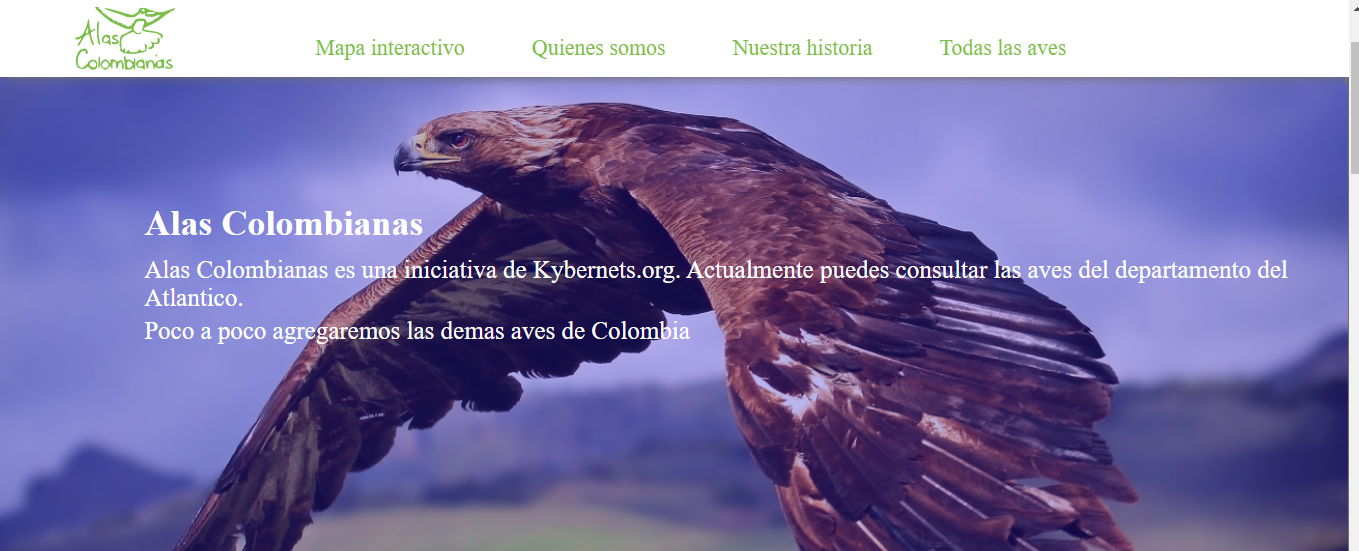 Alas
Colombianas
Mapa interactivo
Quienes somos
Nuestra historia
Todas las aves
Alas Colombianas
Alas Colombianas es una iniciativa de Kybernets.org. Actualmente puedes consultar las aves del departamento del
Atlantico.
Poco a poco agregaremos las demas aves de Colombia